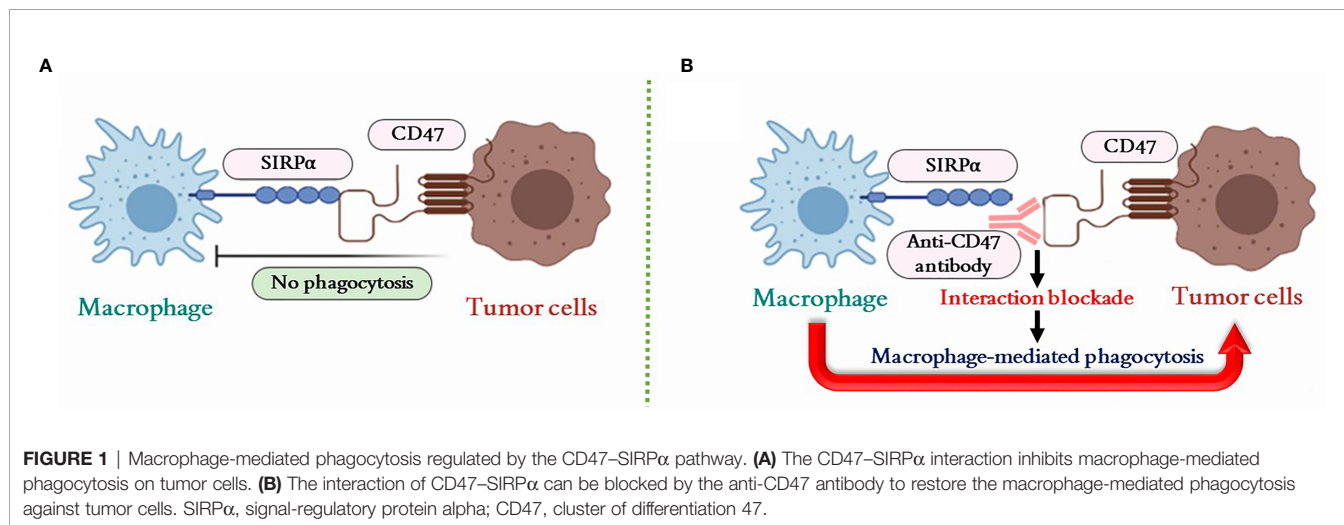 A
CD47
SIRPα
No phagocytosis
Macrophage
Tumor cells
B
CD47
SIRPα
Anti-CD47
antibody
Macrophage
Interaction blockade
Tumor cells
Macrophage-mediated phagocytosis
FIGURE 1 | Macrophage-mediated phagocytosis regulated by the CD47–SIRPα pathway. (A) The CD47–SIRPα interaction inhibits macrophage-mediated
phagocytosis on tumor cells. (B) The interaction of CD47–SIRPα can be blocked by the anti-CD47 antibody to restore the macrophage-mediated phagocytosis
against tumor cells. SIRPα, signal-regulatory protein alpha; CD47, cluster of differentiation 47.